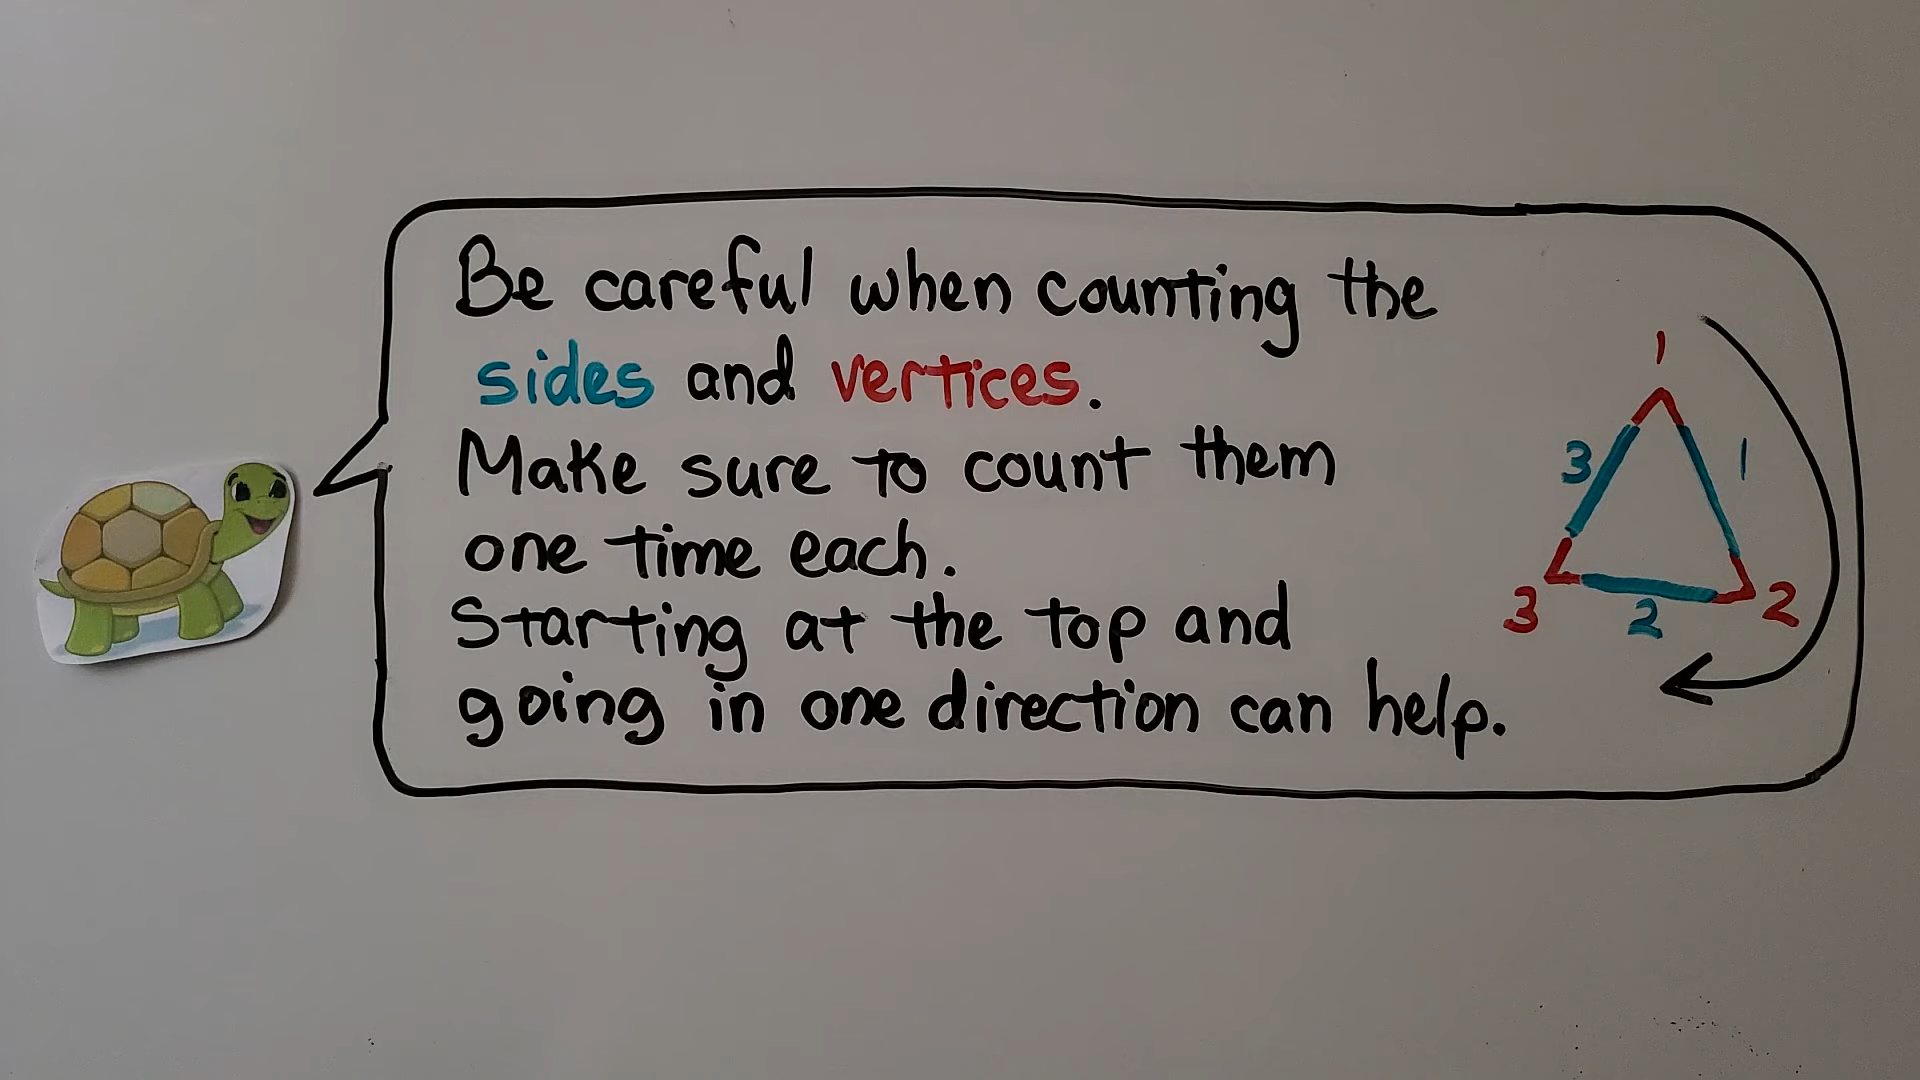 Be careful when counting the
sides and vertices.
Make sure to count them
one time each.
Starting at the top and
going in one direction can help.
1
3 1
3 2 2